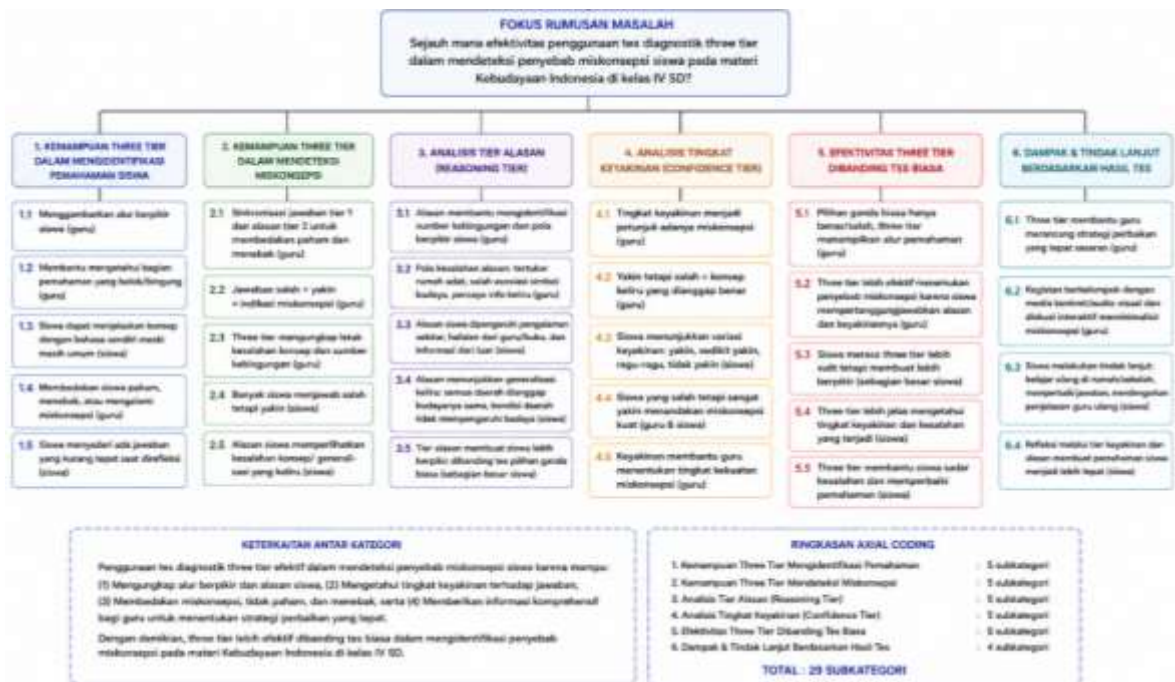 FOKUS RUMUSAN MASALAH
Sejauh mana efektivitas penggunaan tes diagnostik three tier
dalam mendeteksi penyebab miskonsepsi siswa pada materi
Kebudayaan Indonesia di kelas IV SD?
1. KEMAMPUAN THREE TIER
DALAM MENGIDENTIFIKASI
PEMAHAMAN SISWA
1.1 Menggambarkan alur berpikir
siswa (guru)
1.2 Membantu mengetahui bagian
pemahaman yang
(guru)
1.3 Siswa dapat menjelaskan konsep
dengan bahasa sendiri meski
masih umum (siswa)
1.4 Membedakan siswa paham,
menebak, atau mengalami
miskonsepsi (guru)
1.5 Siswa menyadari ada jawaban
yang kurang tepat saat direfleksi
(siswa)
2. KEMAMPUAN THREE TIER
DALAM MENDETEKSI
MISKONSEPSI
2.1 Sinkronisasi jawaban tier 1
dan alasan tier 2 untuk
membedakan paham dan
menebak (guru)
2.2 Jawaban salah + yakin
= indikasi miskonsepsi (guru)
2.3 Three tier mengungkap letak
kesalahan konsep dan sumber
kebingungan (guru)
2.4 Banyak siswa menjawab salah
tetapi yakin (siswa)
2.5 Alasan siswa memperlihatkan
kesalahan konsep/ generali-
sasi yang keliru (siswa)
3. ANALISIS TIER ALASAN
(REASONING TIER)
3.1 Alasan membantu mengidentifikasi
sumber kebingungan dan pola
berpikir siswa (guru)
3.2 Pola kesalahan alasan: tertukar
rumah adat, salah asosiasi simbol
budaya, percaya info keliru (guru)
3.3 Alasan siswa dipengaruhi pengalaman
sekitar, hafalan dari guru/buku, dan
informasi dari luar (siswa)
3.4 Alasan menunjukkan generalisasi
keliru: semua daerah dianggap
budayanya sama, kondisi daerah
tidak mempengaruhi budaya (siswa)
3.5 Tier alasan membuat siswa lebih
berpikir dibanding tes pilihan ganda
biasa (sebagian besar siswa)
4. ANALISIS TINGKAT
KEYAKINAN (CONFIDENCE TIER)
4.1 Tingkat keyakinan menjadi
petunjuk adanya miskonsepsi
(guru)
4.2 Yakin tetapi salah = konsep
keliru yang dianggap benar
(guru)
4.3 Siswa menunjukkan variasi
keyakinan: yakin, sedikit yakin,
ragu-ragu, tidak yakin (siswa)
4.4 Siswa yang salah tetapi sangat
yakin menandakan miskonsepsi
kuat (guru & siswa)
4.5 Keyakinan membantu guru
menentukan tingkat kekuatan
miskonsepsi (guru)
5. EFEKTIVITAS THREE TIER
DIBANDING TES BIASA
5.1 Pilihan ganda biasa hanya
benar/salah, three tier
menampilkan alur pemahaman
(guru)
5.2 Three tier lebih efektif menemukan
penyebab miskonsepsi karena siswa
mempertanggungjawabkan alasan
dan keyakinannya (guru)
5.3 Siswa merasa three tier lebih
sulit tetapi membuat lebih
berpikir (sebagian besar siswa)
5.4 Three tier lebih jelas mengetahui
tingkat keyakinan dan kesalahan
yang terjadi (siswa)
5.5 Three tier membantu siswa sadar
kesalahan dan memperbaiki
pemahaman (siswa)
6. DAMPAK & TINDAK LANJUT
BERDASARKAN HASIL TES
6.1 Three tier membantu guru
merancang strategi perbaikan
yang tepat sasaran (guru)
6.2 Kegiatan berkelompok dengan
media konkret/audio visual dan
diskusi interaktif meminimalisir
miskonsepsi (guru)
6.3 Siswa melakukan tindak lanjut:
belajar ulang di rumah/sekolah,
memperbaiki jawaban, mendengarkan
penjelasan guru ulang (siswa)
6.4 Refleksi melalui tier keyakinan dan
alasan membuat pemahaman siswa
menjadi lebih tepat (siswa)
KETERKAITAN ANTAR KATEGORI
Penggunaan tes diagnostik three tier efektif dalam mendeteksi penyebab miskonsepsi siswa karena mampu:
(1) Mengungkap alur berpikir dan alasan siswa, (2) Mengetahui tingkat keyakinan terhadap jawaban,
(3) Membedakan miskonsepsi, tidak paham, dan menebak, serta (4) Memberikan informasi komprehensif
bagi guru untuk menentukan strategi perbaikan yang tepat.
Dengan demikian, three tier lebih efektif dibanding tes biasa dalam mengidentifikasi penyebab
miskonsepsi pada materi Kebudayaan Indonesia di kelas IV SD.
RINGKASAN AXIAL CODING
1. Kemampuan Three Tier Mengidentifikasi Pemahaman : 5 subkategori
2. Kemampuan Three Tier Mendeteksi Miskonsepsi : 5 subkategori
3. Analisis Tier Alasan (Reasoning Tier) : 5 subkategori
4. Analisis Tingkat Keyakinan (Confidence Tier) : 5 subkategori
5. Efektivitas Three Tier Dibanding Tes Biasa : 5 subkategori
6. Dampak & Tindak Lanjut Berdasarkan Hasil Tes : 4 subkategori
TOTAL : 29 SUBKATEGORI